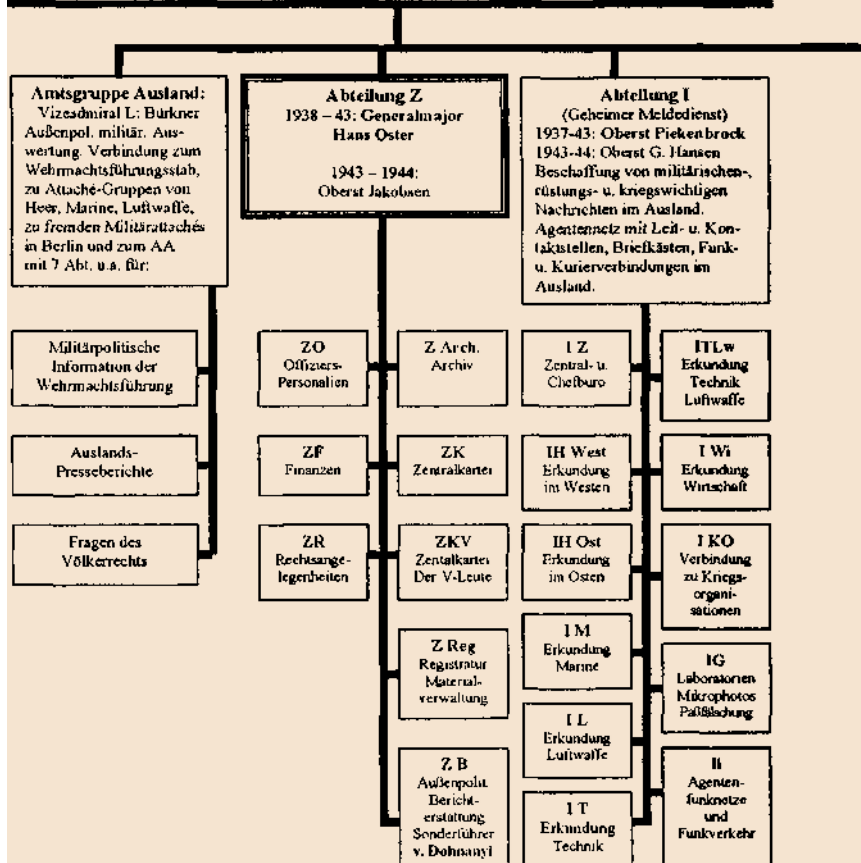 Amtsgruppe Ausland:
Vizeadmiral L. Bürkner
Außenpol. militär. Aus-
wertung. Verbindung zum
Wehrmachtsführungsstab,
zu Attaché-Gruppen von
Heer, Marine, Luftwaffe,
zu fremden Militärattachés
in Berlin und zum AA
mit 7 Abt. u.a. für:
Militärpolitische
Information der
Wehrmachtsführung
Auslands-
Presseberichte
Fragen des
Völkerrechts
Abteilung Z
1938 – 43: Generalmajor
Hans Oster
1943 – 1944:
Oberst Jakobsen
ZO
Offiziers-
Personalien
ZF
Finanzen
ZR
Rechtsange-
legenheiten
Z Arch.
Archiv
ZK
Zentralkartei
ZKV
Zentalkartei
Der V-Leute
Z Reg
Registratur
Material-
verwaltung
Z B
Außenpolit.
Bericht-
erstattung
Sonderführer
v. Dohnanyi
Abteilung I
(Geheimer Meldedienst)
1937-43: Oberst Piekenbrock
1943-44: Oberst G. Hansen
Beschaffung von militärischen-,
rüstungs- u. kriegswichtigen
Nachrichten im Ausland.
Agentennetz mit Leit- u. Kon-
taktstellen, Briefkästen, Funk-
u. Kurierverbindungen im
Ausland.
I Z
Zentral- u.
Chefbüro
IH West
Erkundung
im Westen
IH Ost
Erkundung
im Osten
I M
Erkundung
Marine
I L
Erkundung
Luftwaffe
I T
Erkundung
Technik
ITLw
Erkundung
Technik
Luftwaffe
I Wi
Erkundung
Wirtschaft
I KO
Verbindung
zu Kriegs-
organi-
sationen
IG
Laboratorien
Mikrophotos
Paßfälschung
Ii
Agenten-
funknetze
und
Funkverkehr